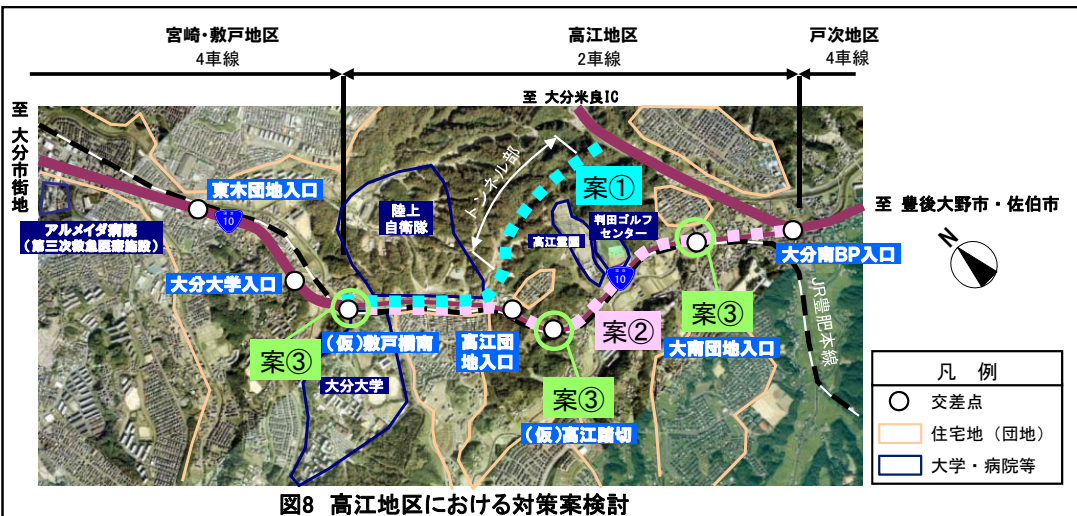 宮崎・敷戸地区
4車線
高江地区
2車線
戸次地区
4車線
至 大分市街地
至 大分米良IC
至 豊後大野市・佐伯市
N
アルメイダ病院
(第三次救急医療施設)
東木団地入口
10
大分大学入口
案③
(仮)敷戸橋南
大分大学
陸上
自衛隊
トンネル部
案①
高江団
地入口
高江霊園
判田ゴルフ
センター
10
案②
案③
(仮)高江踏切
案③
大南団地入口
大分南BP入口
JR豊肥本線
凡 例
交差点
住宅地(団地)
大学・病院等
図8 高江地区における対策案検討